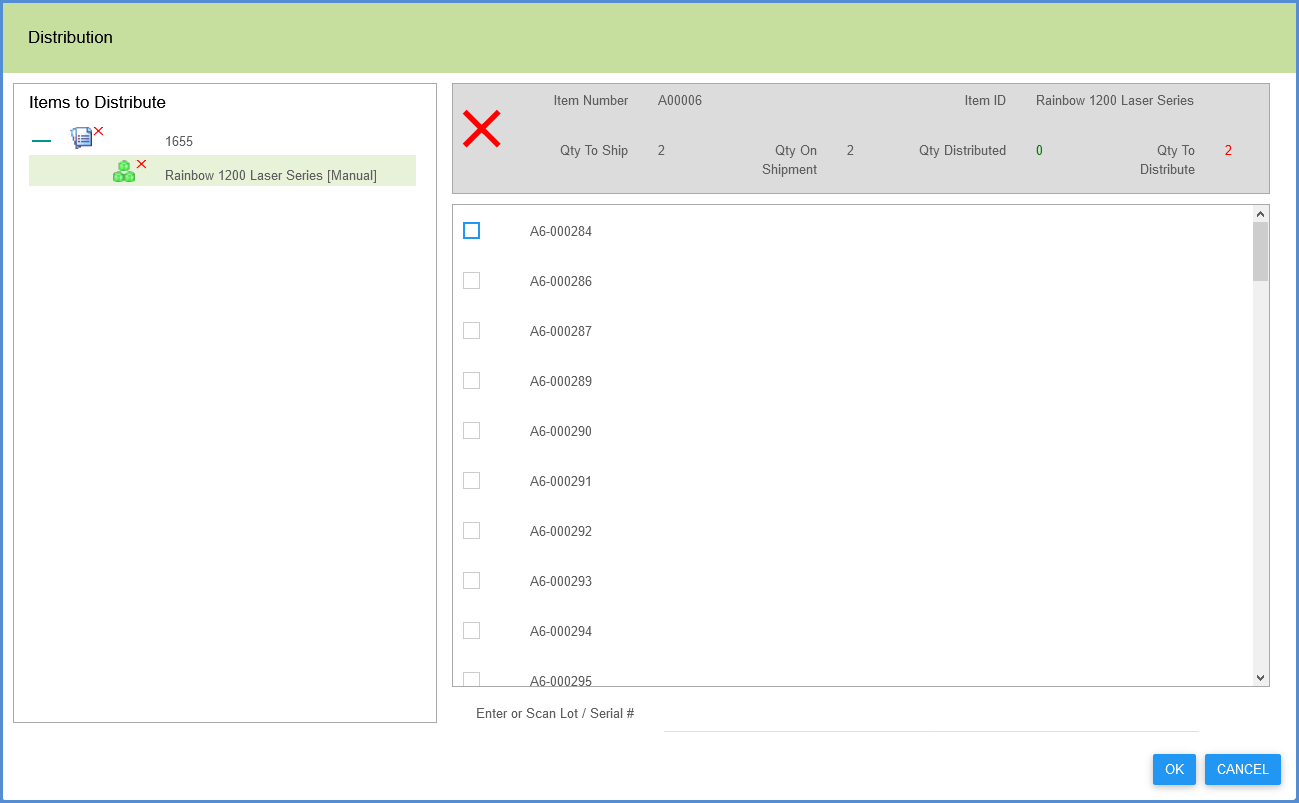 Distribution
Items to Distribute
1655
Rainbow 1200 Laser Series [Manual]
Item Number A00006 Item ID Rainbow 1200 Laser Series
Qty To Ship 2 Qty On Shipment 2 Qty Distributed 0 Qty To Distribute 2
A6-000284
A6-000286
A6-000287
A6-000289
A6-000290
A6-000291
A6-000292
A6-000293
A6-000294
A6-000295
Enter or Scan Lot / Serial #
OK CANCEL